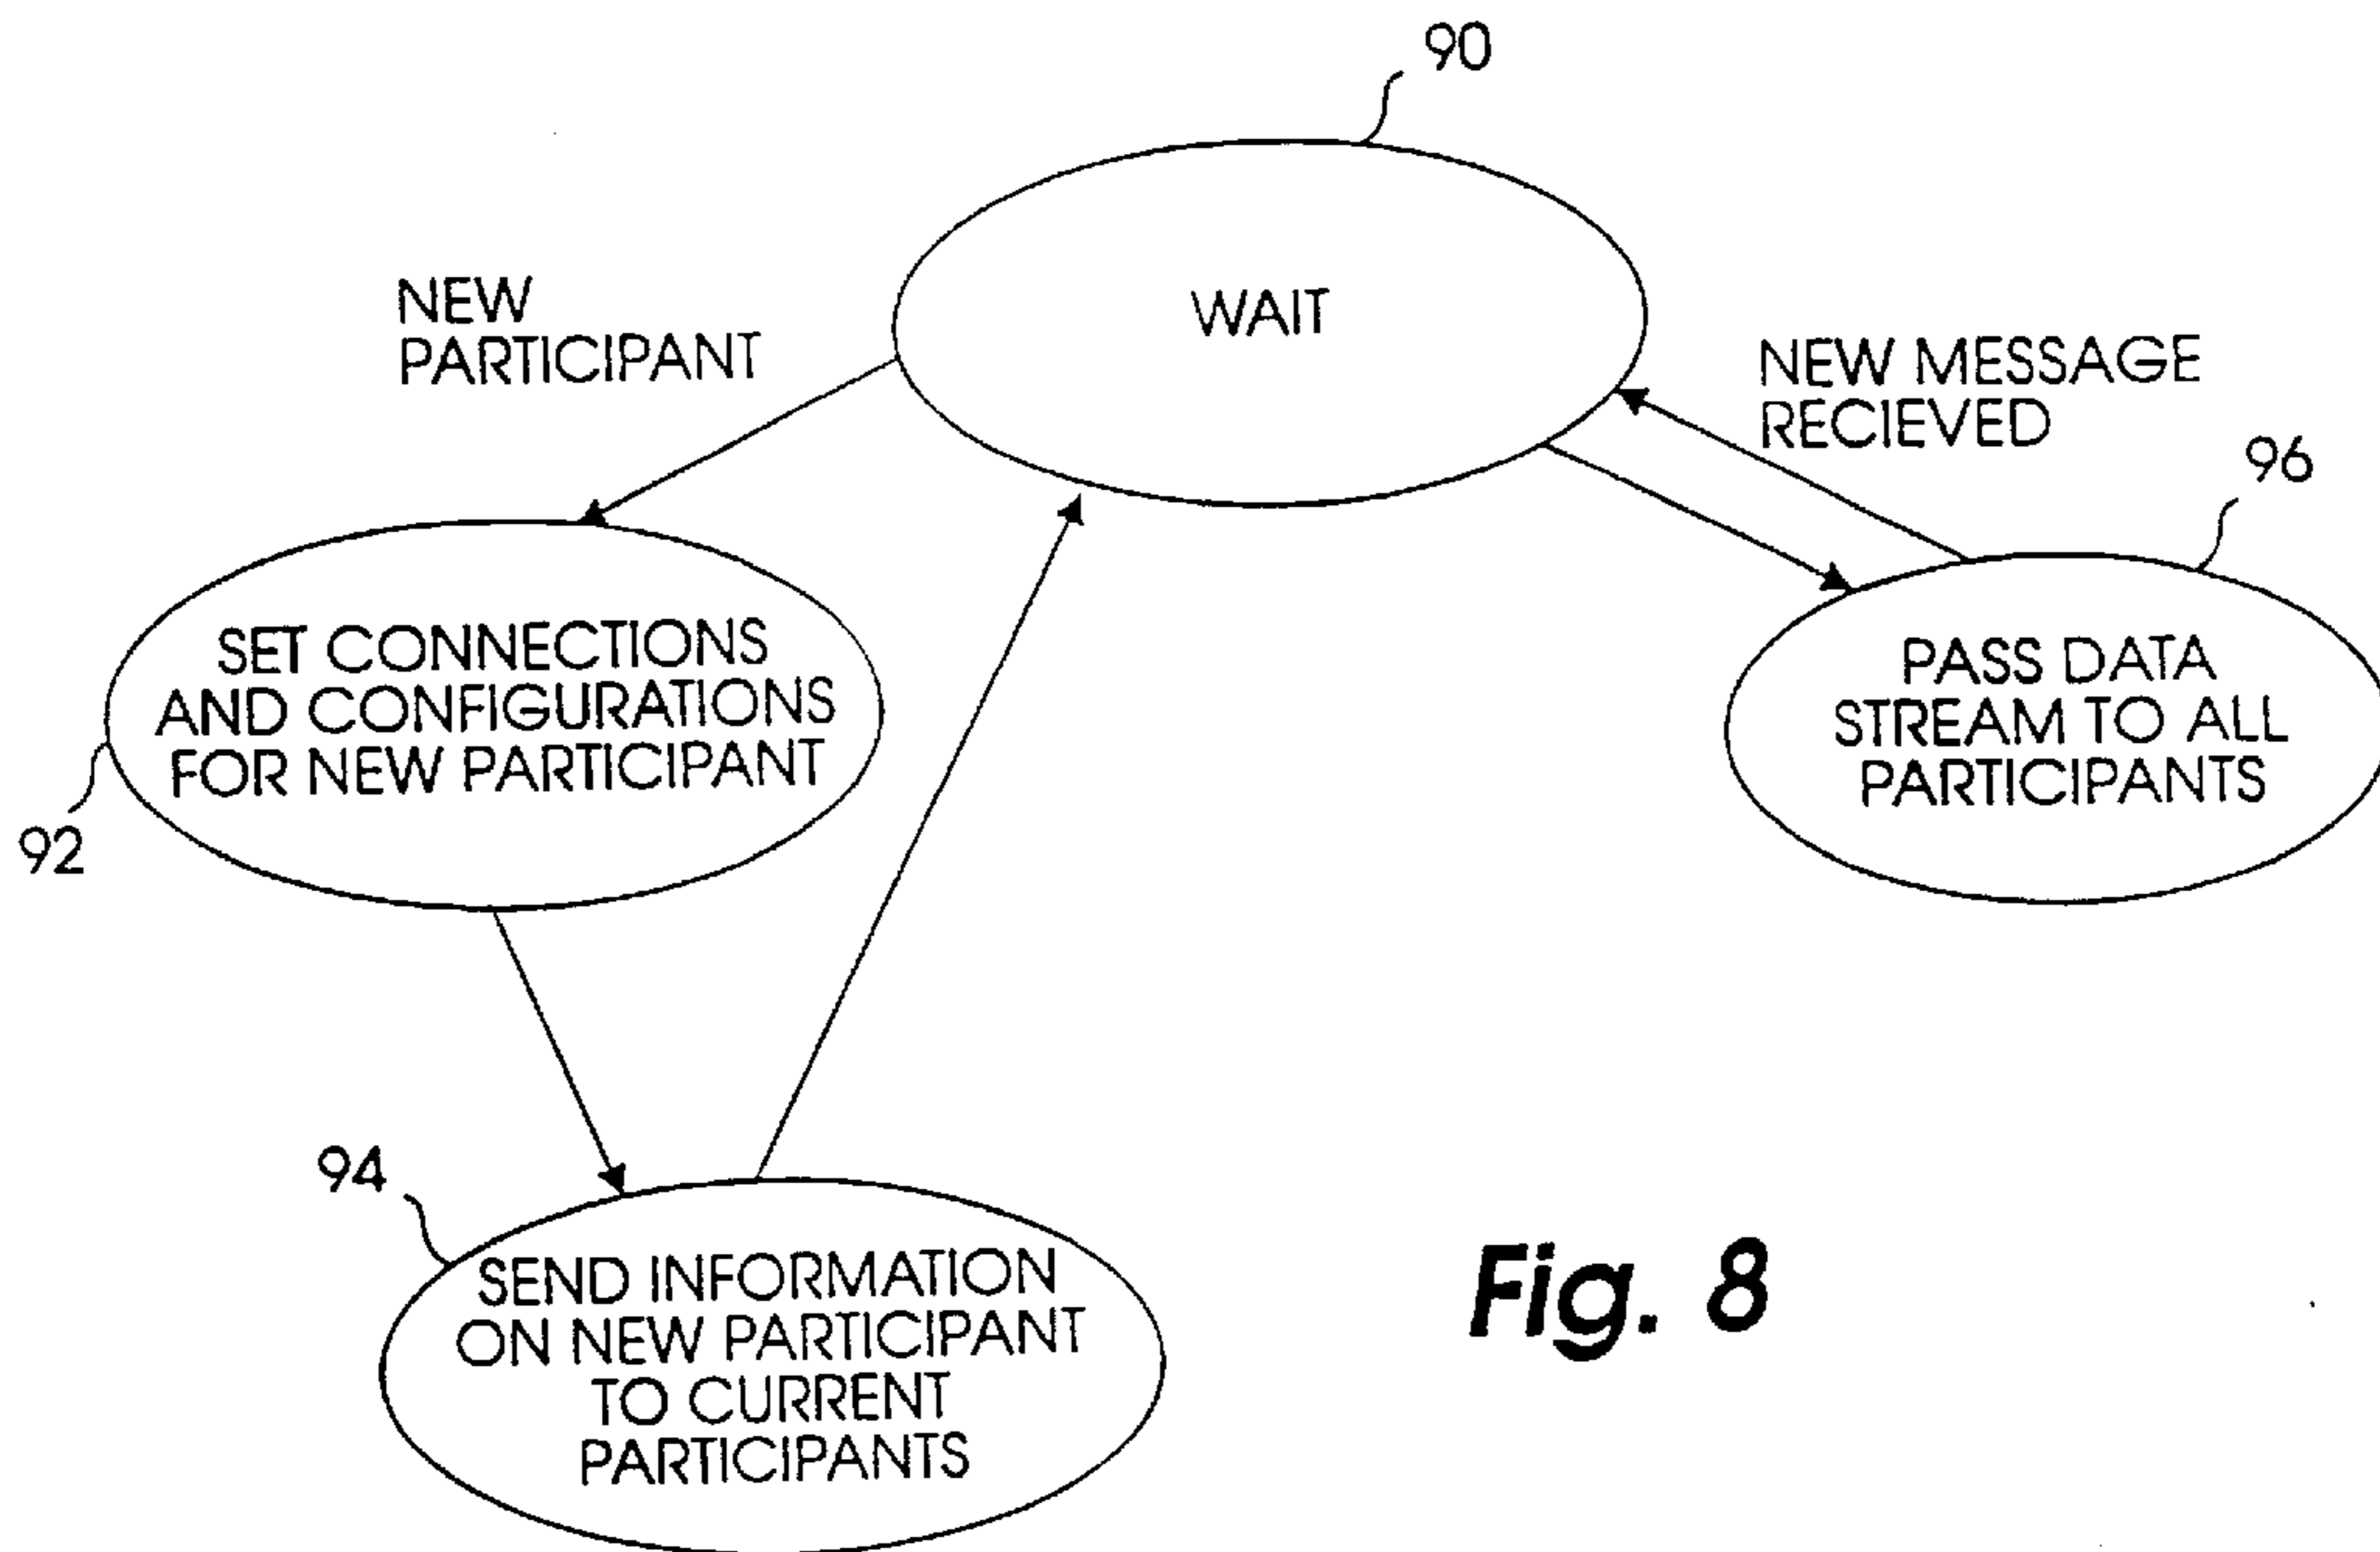 90
WAIT
NEW
PARTICIPANT
NEW MESSAGE
RECIEVED
96
SET CONNECTIONS
AND CONFIGURATIONS
FOR NEW PARTICIPANT
92
PASS DATA
STREAM TO ALL
PARTICIPANTS
94
SEND INFORMATION
ON NEW PARTICIPANT
TO CURRENT
PARTICIPANTS
Fig. 8